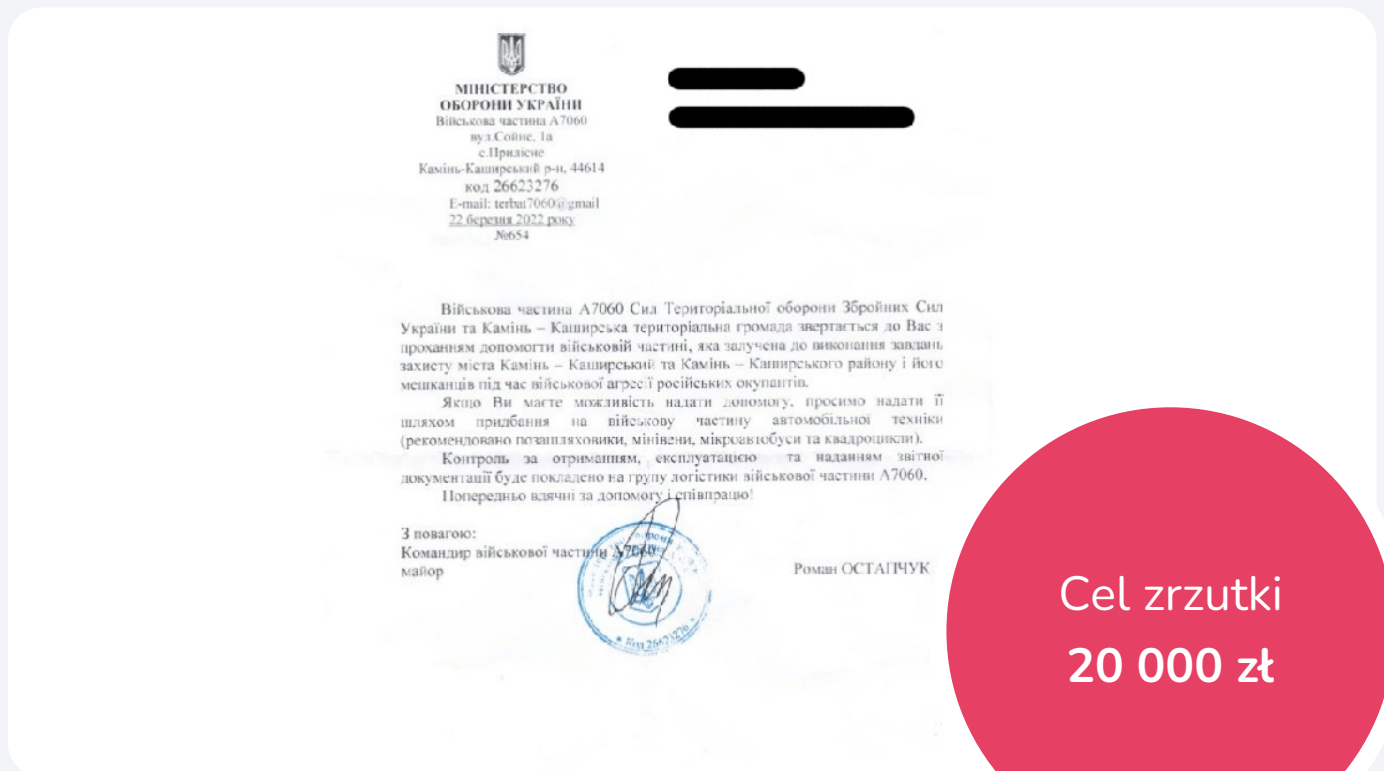 МІНІСТЕРСТВО
ОБОРОНИ УКРАЇНИ
Військова частина А7060
вул.Сойне, 1а
с.Прилісне
Камінь-Каширський р-н, 44614
код 26623276
E-mail: terbat7060@gmail
22 березня 2022 року
№654
Військова частина А7060 Сил Територіальної оборони Збройних Сил
України та Камінь – Каширська територіальна громада звертається до Вас з
проханням допомогти військовій частині, яка залучена до виконання завдань
захисту міста Камінь – Каширський та Камінь – Каширського району і його
мешканців під час військової агресії російських окупантів.
Якщо Ви маєте можливість надати допомогу, просимо надати її
шляхом придбання на військову частину автомобільної техніки
(рекомендовано позашляховики, мінівени, мікроавтобуси та квадроцикли).
Контроль за отриманням, експлуатацією та наданням звітної
документації буде покладено на групу логістики військової частини А7060.
Попередньо вдячні за допомогу і співпрацю!
З повагою:
Командир військової частини А7060
майор
Роман ОСТАПЧУК
Код 26623276
Cel zrzutki
20 000 zł